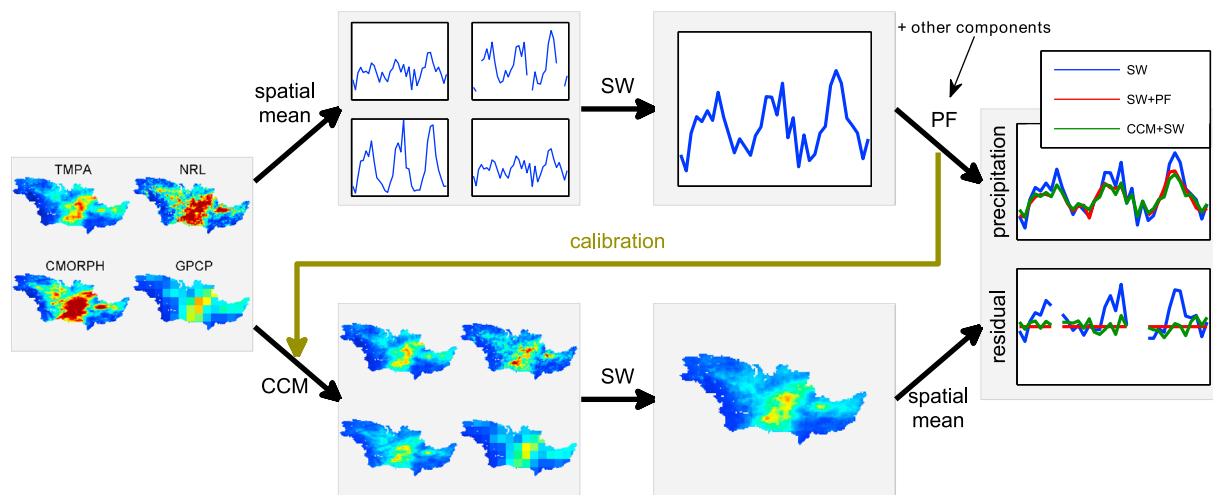 + other components
SW
SW+PF
CCM+SW
spatial
mean
SW
PF
TMPA
NRL
CMORPH
GPCP
precipitation
calibration
CCM
SW
residual
spatial
mean